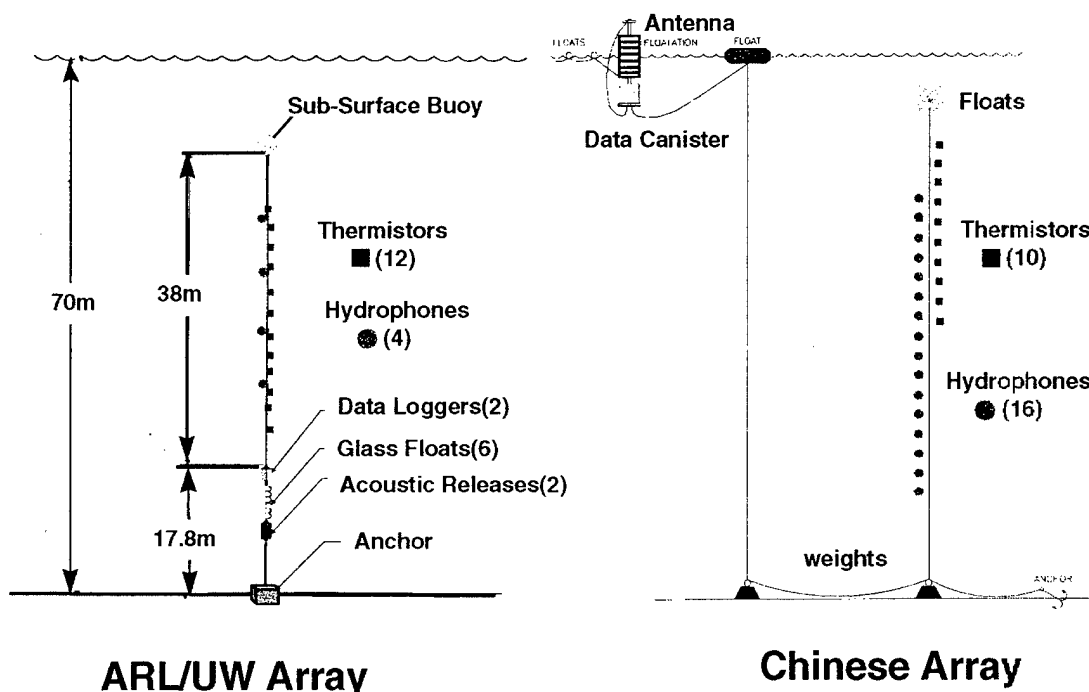 Sub-Surface Buoy
Thermistors
(12)
70m
38m
Hydrophones
(4)
Data Loggers(2)
Glass Floats(6)
Acoustic Releases(2)
17.8m
Anchor
ARL/UW Array
Antenna
FLOATS
FLOATATION
FLOAT
Floats
Data Canister
Thermistors
(10)
Hydrophones
(16)
weights
ANCHOR
Chinese Array